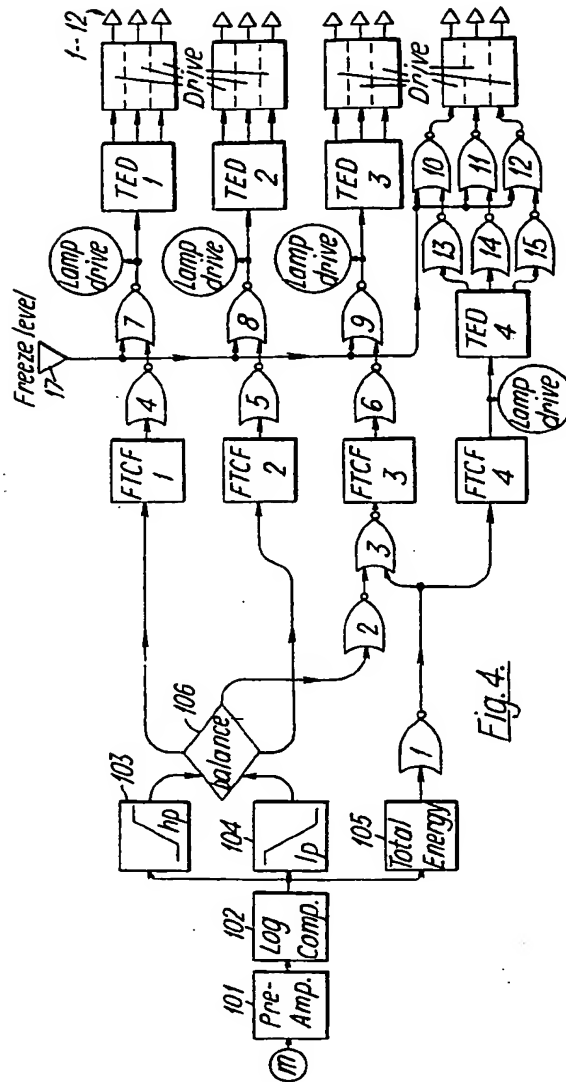 1--12
Drive
Drive
TED 1
TED 2
TED 3
TED 4
Lamp drive
Lamp drive
Lamp drive
Lamp drive
Freeze level
17
7
8
9
10
11
12
13
14
15
4
5
6
FTCF 1
FTCF 2
FTCF 3
FTCF 4
3
2
1
106
balance
103
hp
104
lp
105
Total Energy
102
Log Comp.
101
Pre-Amp.
m
Fig. 4.